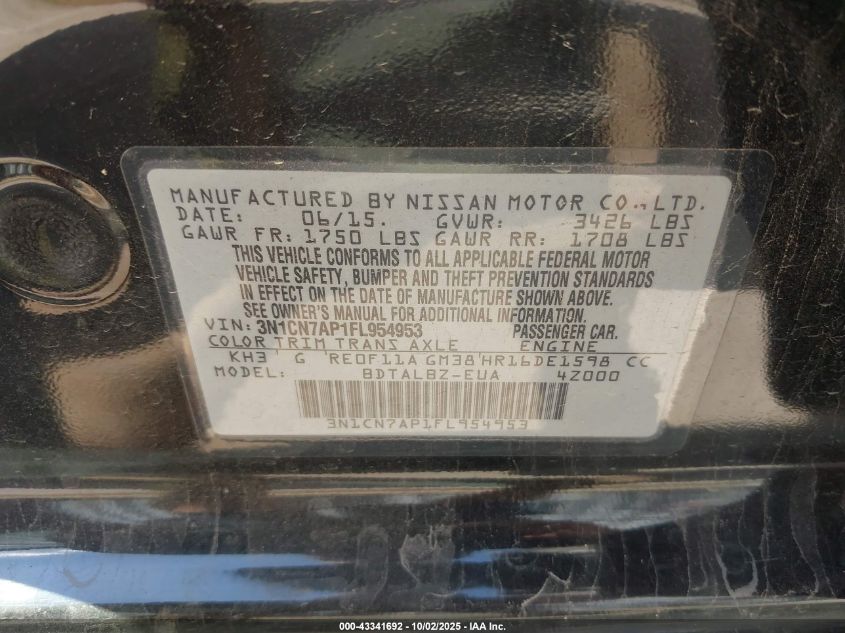 MANUFACTURED BY NISSAN MOTOR CO., LTD.
DATE: 06/15. GVWR: 3426 LBS
GAWR FR: 1750 LBS GAWR RR: 1708 LBS
THIS VEHICLE CONFORMS TO ALL APPLICABLE FEDERAL MOTOR
VEHICLE SAFETY, BUMPER AND THEFT PREVENTION STANDARDS
IN EFFECT ON THE DATE OF MANUFACTURE SHOWN ABOVE.
SEE OWNER'S MANUAL FOR ADDITIONAL INFORMATION.
VIN: 3N1CN7AP1FL954953 PASSENGER CAR.
COLOR TRIM TRANS AXLE ENGINE
KH3 G RE0F11A GM38 HR16DE1598 CC
MODEL: BDTALBZ-EUA 4Z000
3N1CN7AP1FL954953
000-43341692 - 10/02/2025 - IAA Inc.